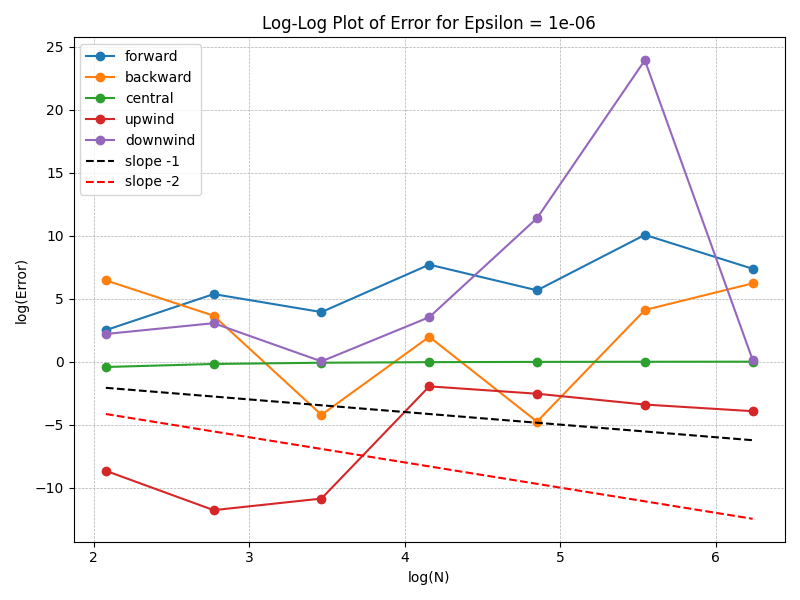 Log-Log Plot of Error for Epsilon = 1e-06
25
20
15
10
5
0
−5
−10
log(Error)
forward
backward
central
upwind
downwind
slope -1
slope -2
2
3
4
5
6
log(N)